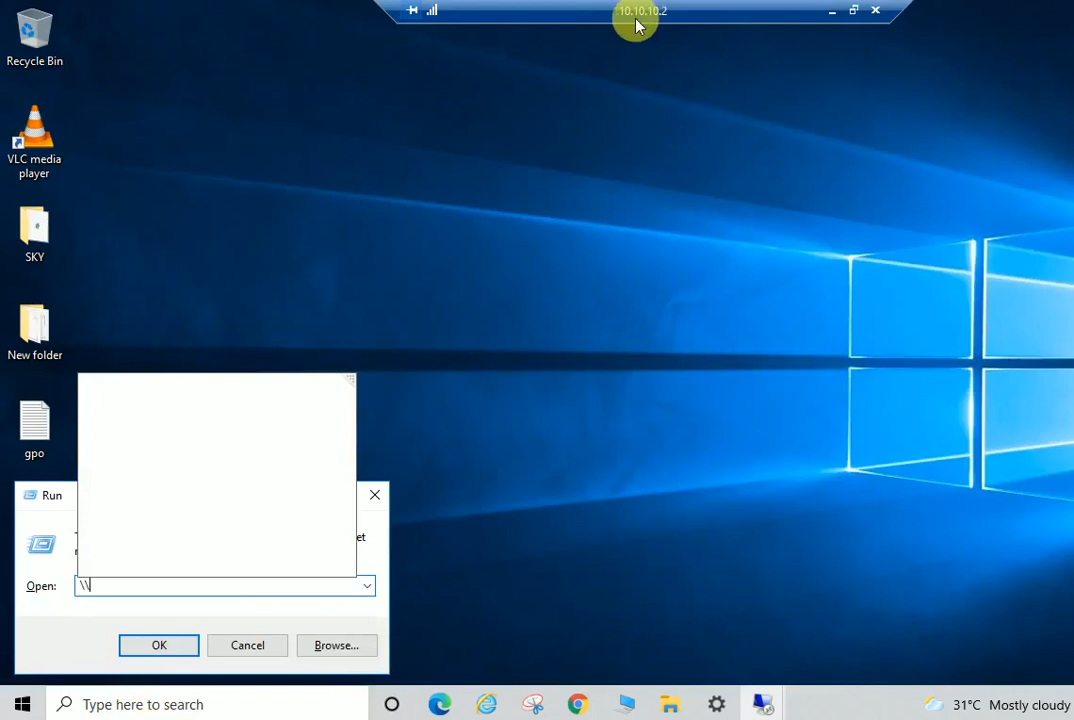 10.10.10.2
Recycle Bin
VLC media
player
SKY
New folder
gpo
Run
et
Open:
\\
OK
Cancel
Browse...
Type here to search
31°C Mostly cloudy